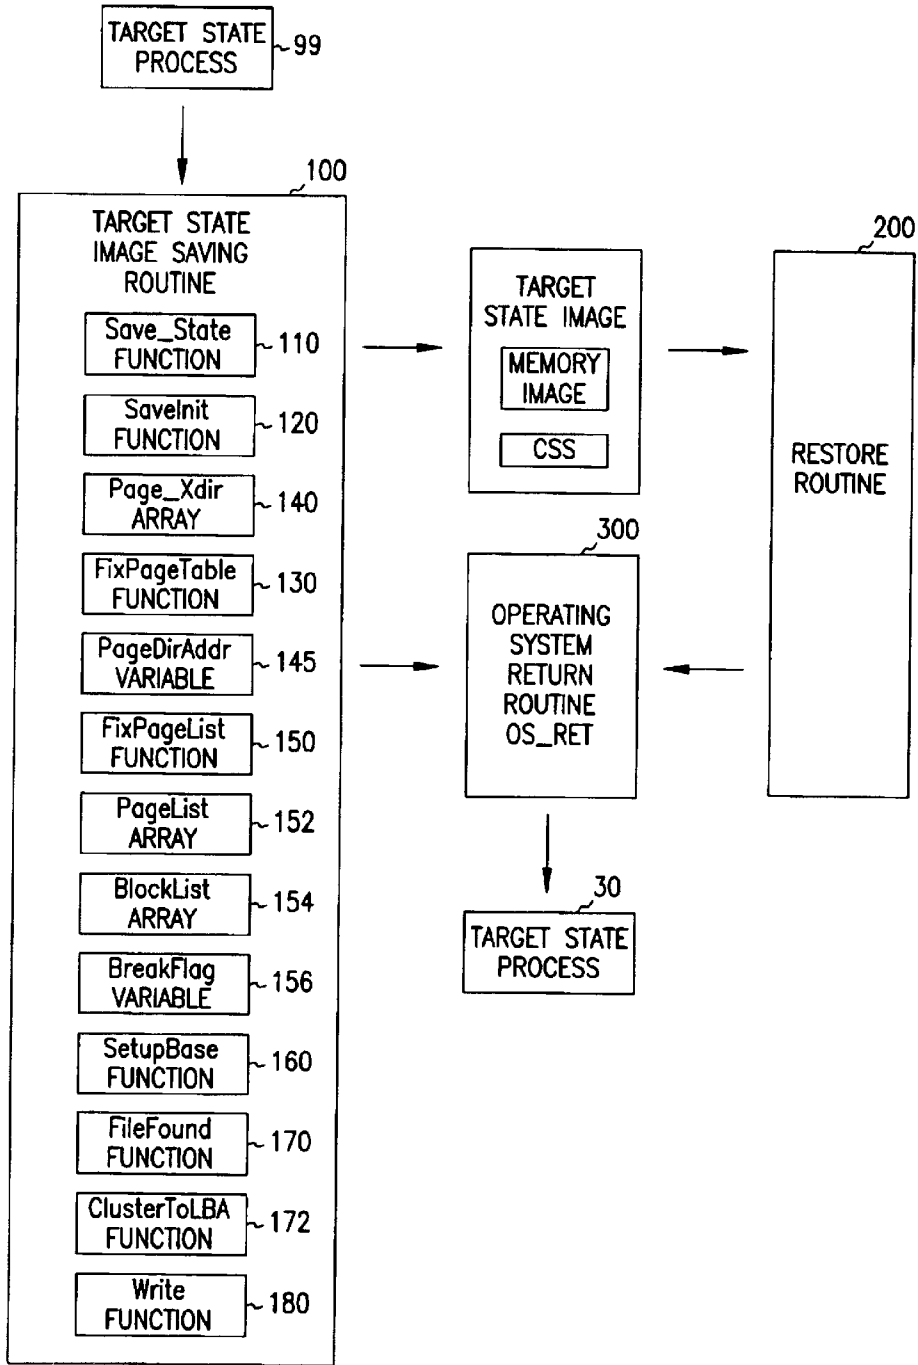 TARGET STATE
PROCESS
99
100
TARGET STATE
IMAGE SAVING
ROUTINE
Save_State
FUNCTION
110
SaveInit
FUNCTION
120
Page_Xdir
ARRAY
140
FixPageTable
FUNCTION
130
PageDirAddr
VARIABLE
145
FixPageList
FUNCTION
150
PageList
ARRAY
152
BlockList
ARRAY
154
BreakFlag
VARIABLE
156
SetupBase
FUNCTION
160
FileFound
FUNCTION
170
ClusterToLBA
FUNCTION
172
Write
FUNCTION
180
TARGET
STATE IMAGE
MEMORY
IMAGE
CSS
300
OPERATING
SYSTEM
RETURN
ROUTINE
OS_RET
30
TARGET STATE
PROCESS
200
RESTORE
ROUTINE